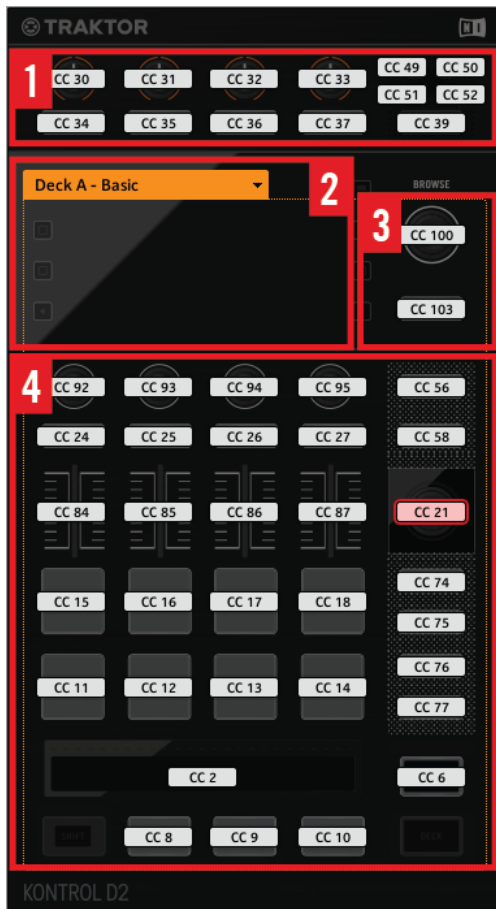 TRAKTOR NI
1
CC 30 CC 31 CC 32 CC 33 CC 49 CC 50
CC 51 CC 52
CC 34 CC 35 CC 36 CC 37 CC 39
Deck A - Basic 2 BROWSE
3 CC 100
CC 103
4 CC 92 CC 93 CC 94 CC 95 CC 56
CC 24 CC 25 CC 26 CC 27 CC 58
CC 84 CC 85 CC 86 CC 87 CC 21
CC 74
CC 15 CC 16 CC 17 CC 18
CC 75
CC 76
CC 11 CC 12 CC 13 CC 14
CC 77
CC 2 CC 6
SHIFT CC 8 CC 9 CC 10 DECK
KONTROL D2